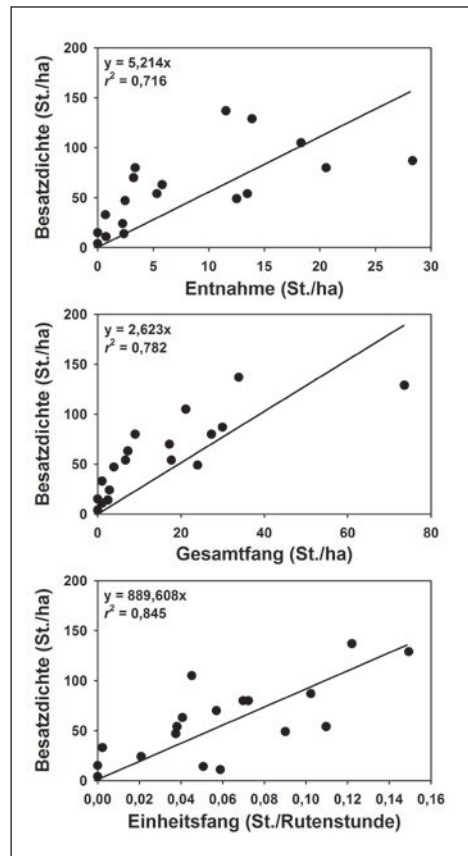 y = 5,214x
r² = 0,716
200
150
100
50
0
Besatzdichte (St./ha)
0 5 10 15 20 25 30
Entnahme (St./ha)
y = 2,623x
r² = 0,782
200
150
100
50
0
Besatzdichte (St./ha)
0 20 40 60 80
Gesamtfang (St./ha)
y = 889,608x
r² = 0,845
200
150
100
50
0
Besatzdichte (St./ha)
0,00 0,02 0,04 0,06 0,08 0,10 0,12 0,14 0,16
Einheitsfang (St./Rutenstunde)